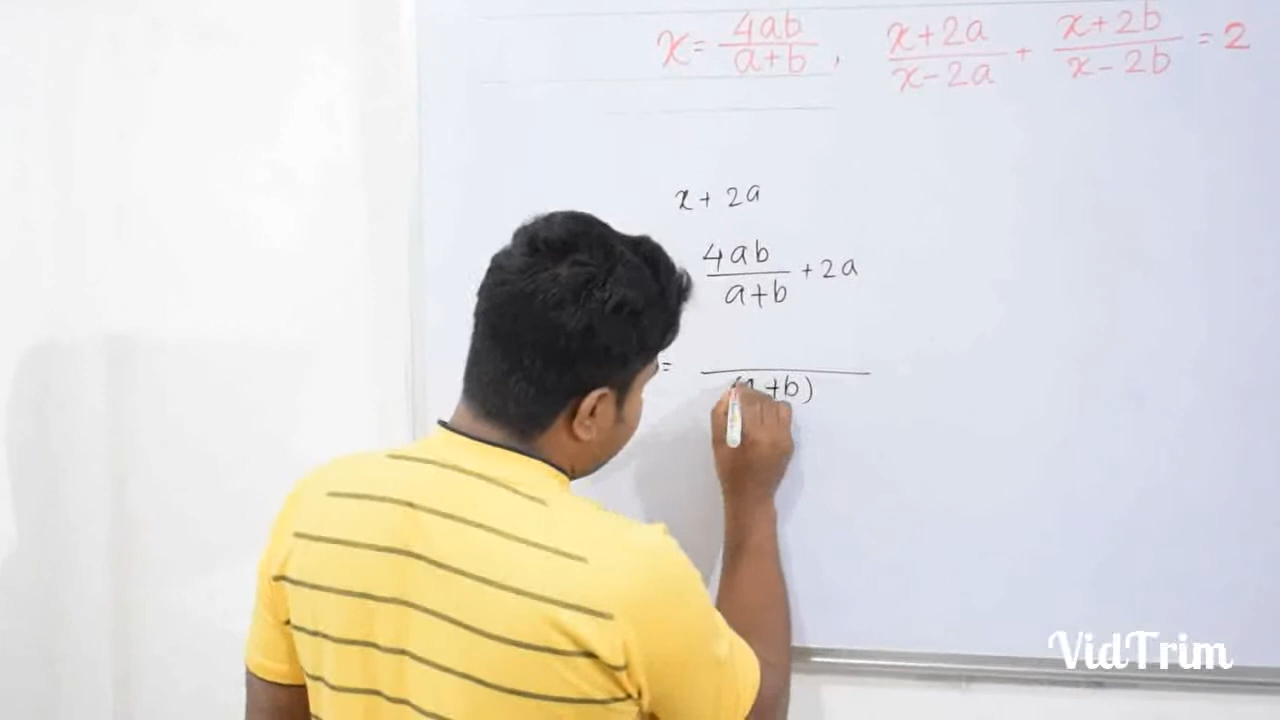 x = 4ab/a+b , x+2a/x-2a + x+2b/x-2b = 2
x + 2a
4ab/a+b + 2a
= /(a+b)
VidTrim